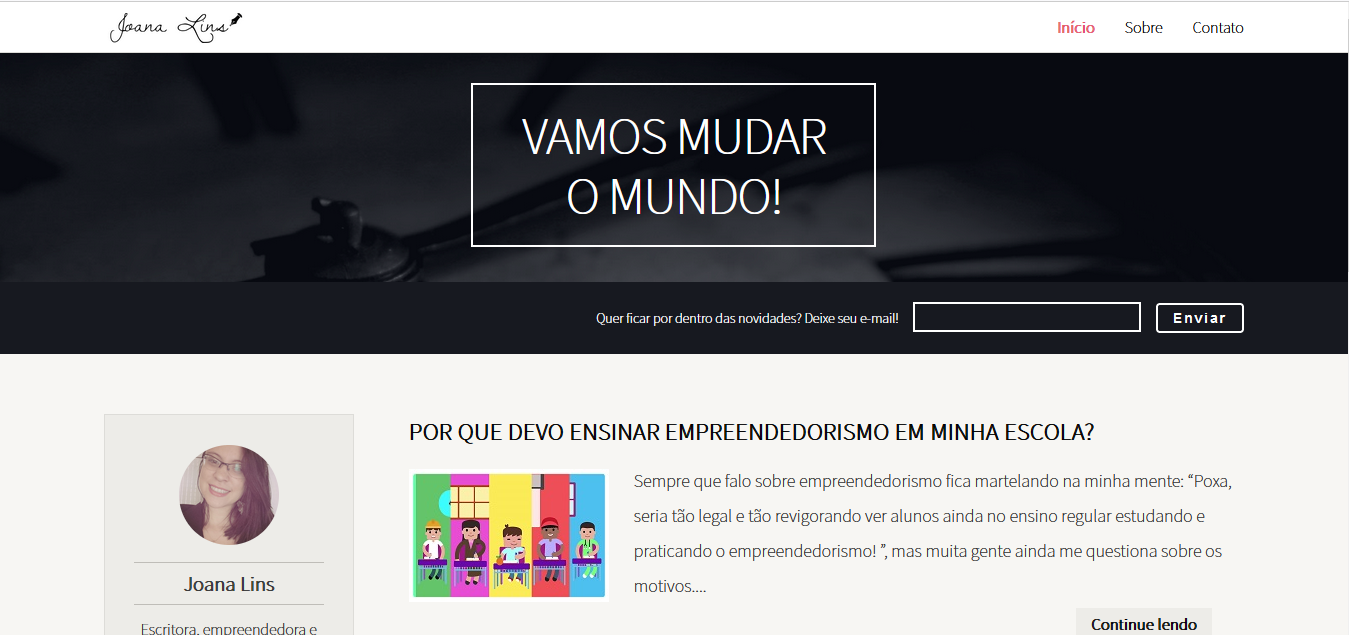 Joana Lins
Início
Sobre
Contato
VAMOS MUDAR
O MUNDO!
Quer ficar por dentro das novidades? Deixe seu e-mail!
Enviar
Joana Lins
Escritora, empreendedora e
POR QUE DEVO ENSINAR EMPREENDEDORISMO EM MINHA ESCOLA?
Sempre que falo sobre empreendedorismo fica martelando na minha mente: “Poxa,
seria tão legal e tão revigorando ver alunos ainda no ensino regular estudando e
praticando o empreendedorismo! ”, mas muita gente ainda me questiona sobre os
motivos....
Continue lendo